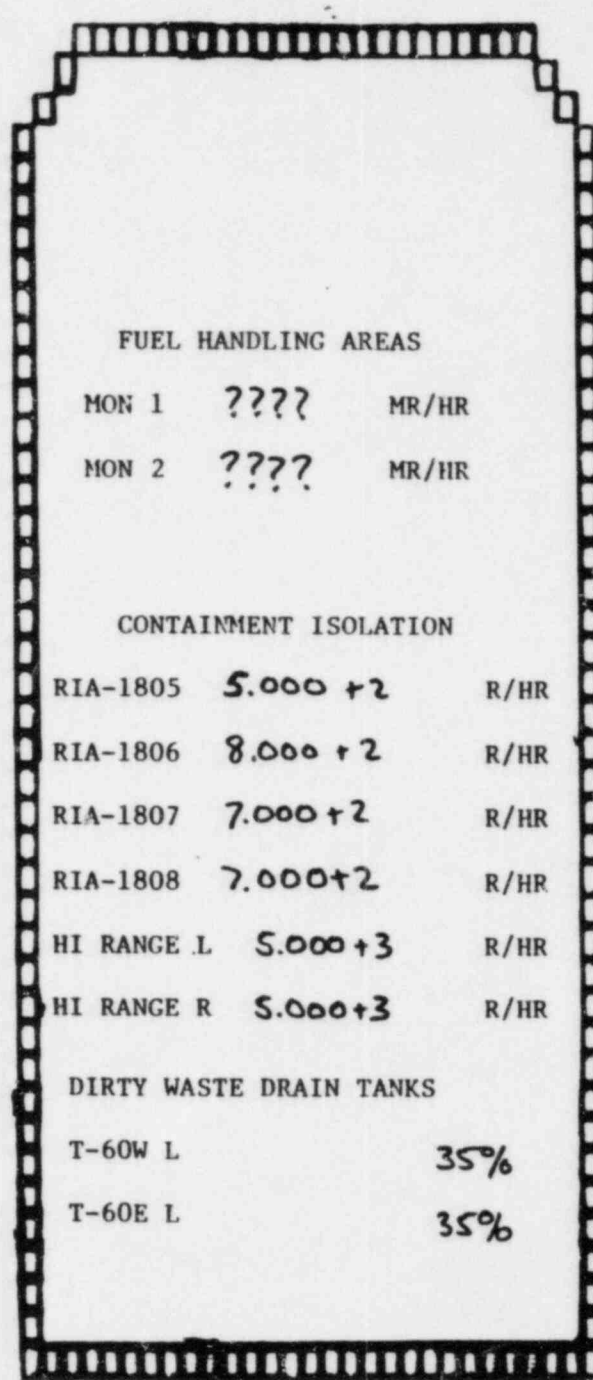 FUEL HANDLING AREAS
MON 1 ???? MR/HR
MON 2 ???? MR/HR
CONTAINMENT ISOLATION
RIA-1805 5.000 +2 R/HR
RIA-1806 8.000 +2 R/HR
RIA-1807 7.000+2 R/HR
RIA-1808 7.000+2 R/HR
HI RANGE L 5.000+3 R/HR
HI RANGE R 5.000+3 R/HR
DIRTY WASTE DRAIN TANKS
T-60W L 35%
T-60E L 35%